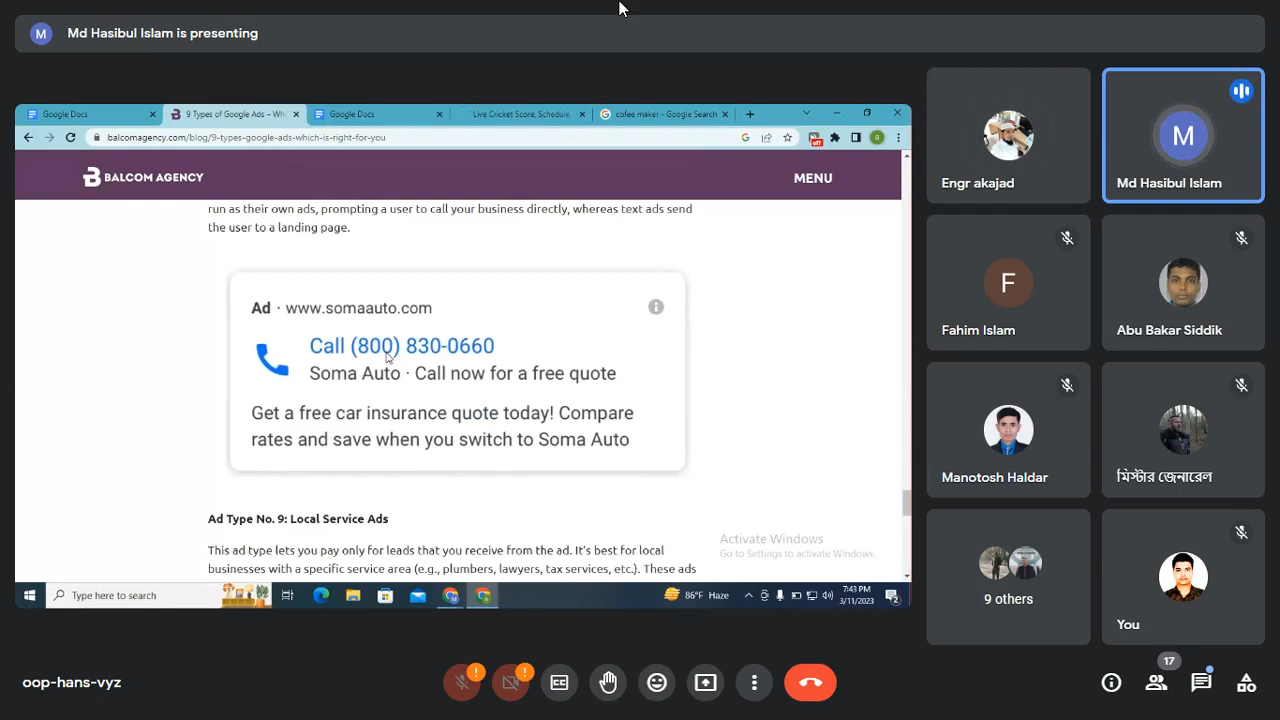 M Md Hasibul Islam is presenting
Google Docs
9 Types of Google Ads – Wh
Google Docs
Live Cricket Score, Schedule,
cofee maker - Google Search
balcomagency.com/blog/9-types-google-ads-which-is-right-for-you
off
BALCOM AGENCY
MENU
run as their own ads, prompting a user to call your business directly, whereas text ads send
the user to a landing page.
Ad · www.somaauto.com
Call (800) 830-0660
Soma Auto · Call now for a free quote
Get a free car insurance quote today! Compare
rates and save when you switch to Soma Auto
Ad Type No. 9: Local Service Ads
This ad type lets you pay only for leads that you receive from the ad. It's best for local
businesses with a specific service area (e.g., plumbers, lawyers, tax services, etc.). These ads
Activate Windows
Go to Settings to activate Windows.
Type here to search
86°F Haze
7:43 PM
3/11/2023
2
Engr akajad
M
Md Hasibul Islam
F
Fahim Islam
Abu Bakar Siddik
Manotosh Haldar
মিস্টার জেনারেল
9 others
You
oop-hans-vyz
17